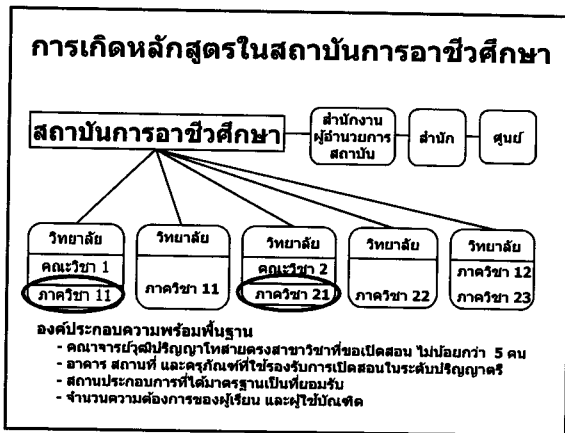 การเกิดหลักสูตรในสถาบันการอาชีวศึกษา
สถาบันการอาชีวศึกษา
สำนักงาน
ผู้อำนวยการ
สถาบัน
สำนัก
ศูนย์
วิทยาลัย
คณะวิชา 1
ภาควิชา 11
วิทยาลัย
ภาควิชา 11
วิทยาลัย
คณะวิชา 2
ภาควิชา 21
วิทยาลัย
ภาควิชา 22
วิทยาลัย
ภาควิชา 12
ภาควิชา 23
องค์ประกอบความพร้อมพื้นฐาน
- คณาจารย์วุฒิปริญญาโทสายตรงสาขาวิชาที่ขอเปิดสอน ไม่น้อยกว่า 5 คน
- อาคาร สถานที่ และครุภัณฑ์ที่ใช้รองรับการเปิดสอนในระดับปริญญาตรี
- สถานประกอบการที่ได้มาตรฐานเป็นที่ยอมรับ
- จำนวนความต้องการของผู้เรียน และผู้ใช้บัณฑิต